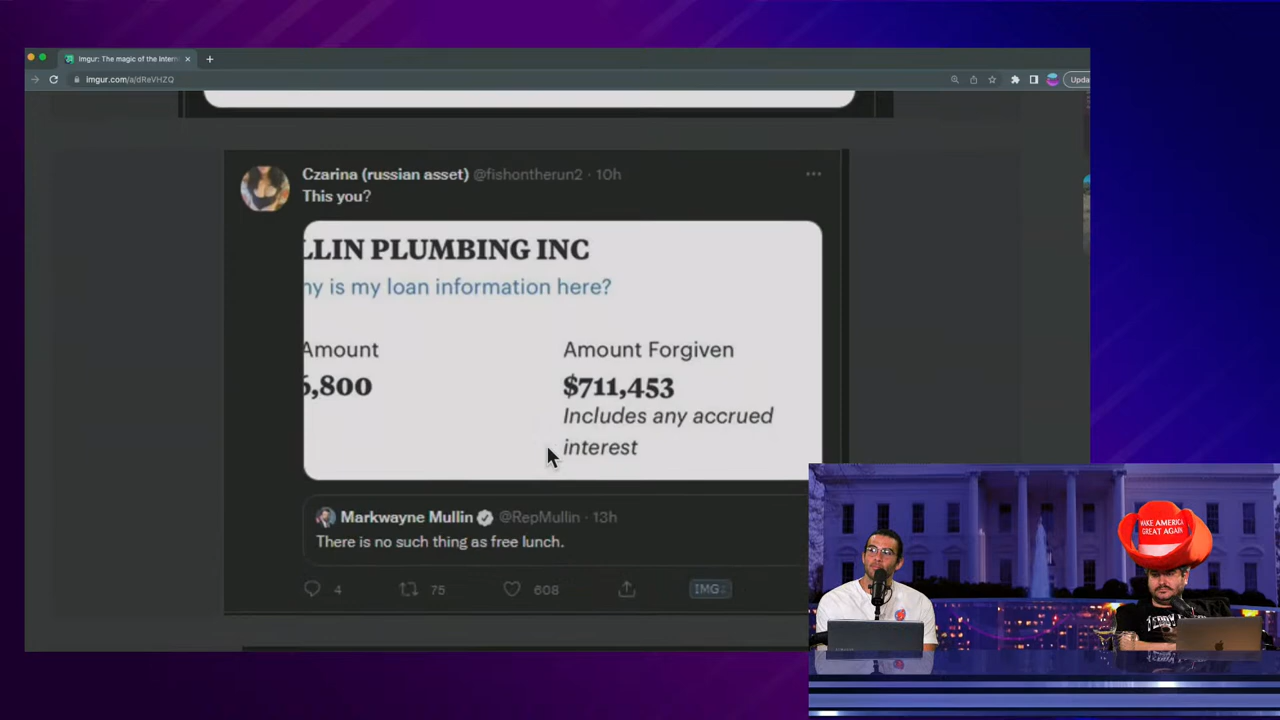 Imgur: The magic of the Intern
imgur.com/a/dReVHZQ
Upda
Czarina (russian asset) @fishontherun2 · 10h
This you?
LLIN PLUMBING INC
hy is my loan information here?
Amount
Amount Forgiven
6,800
$711,453
Includes any accrued
interest
Markwayne Mullin @RepMullin · 13h
There is no such thing as free lunch.
4 75 608 IMG
MAKE AMERICA
GREAT AGAIN